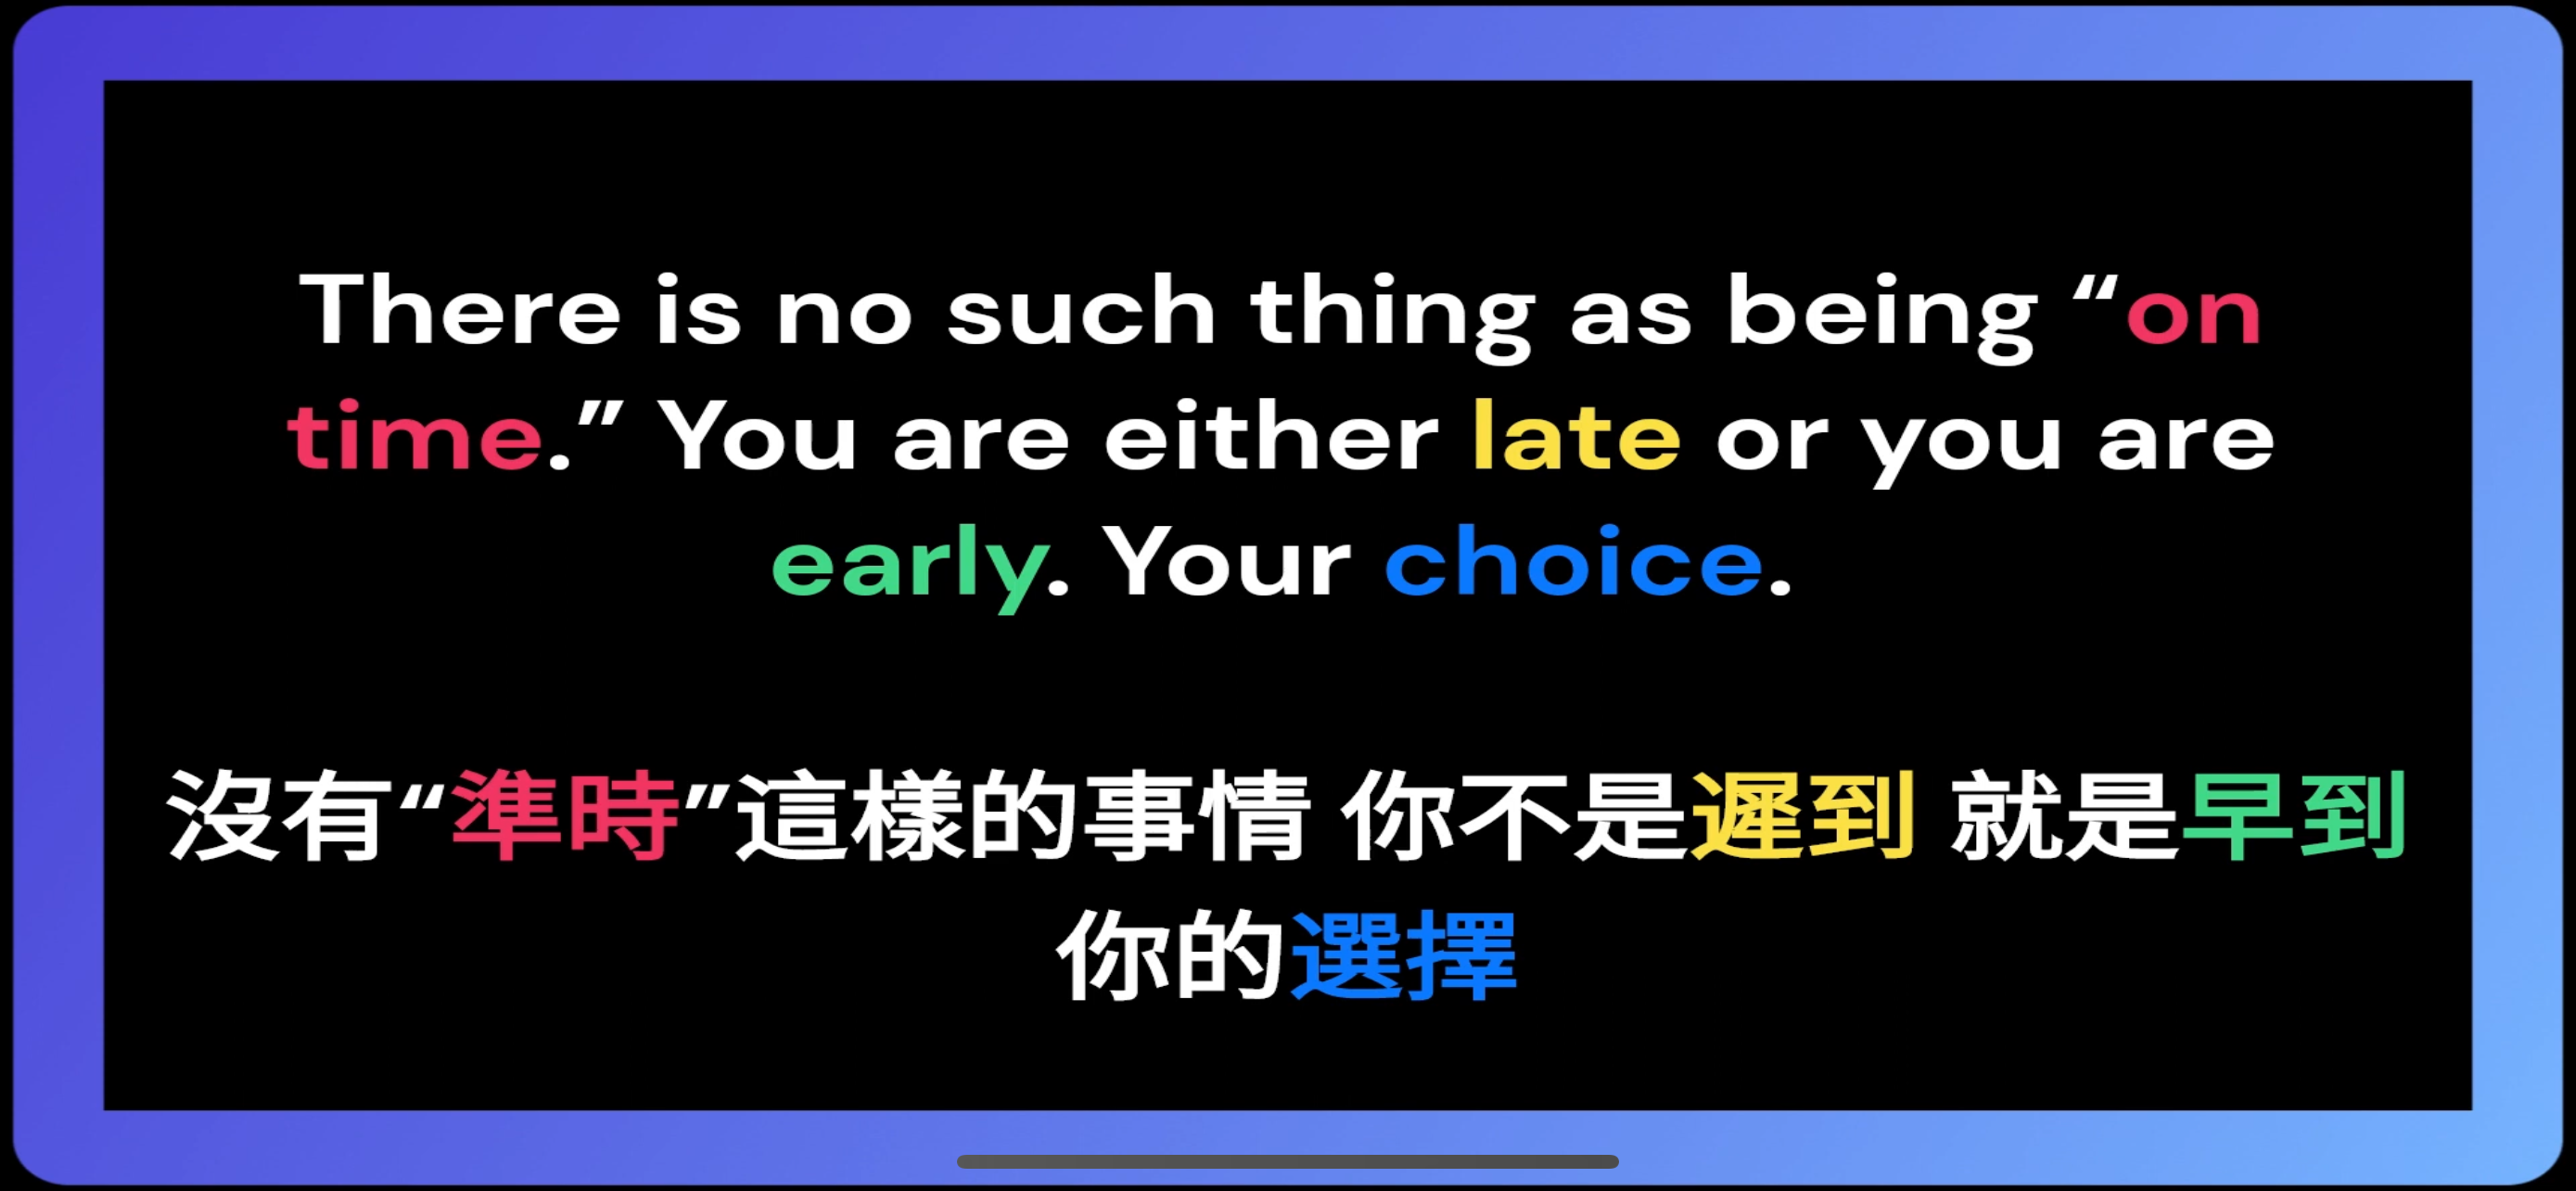 There is no such thing as being “on
time.” You are either late or you are
early. Your choice.
沒有“準時”這樣的事情 你不是遲到 就是早到
你的選擇